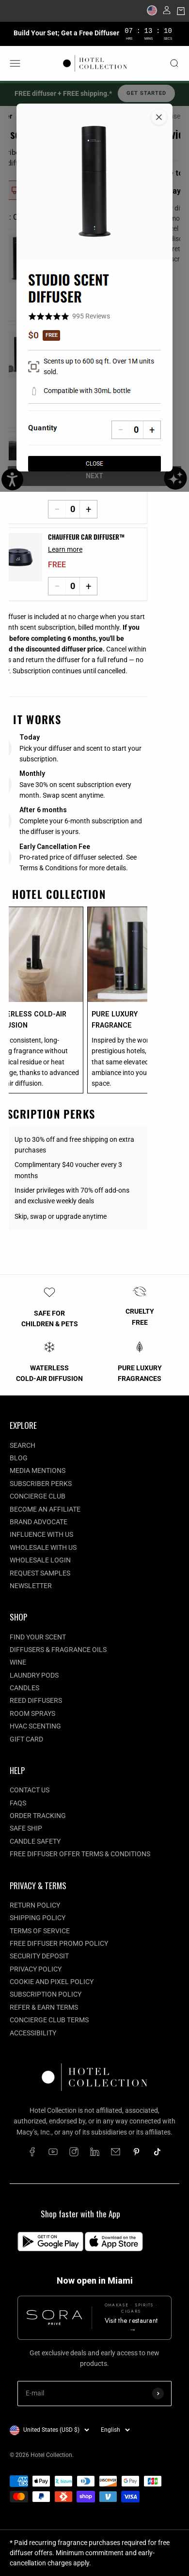 Build Your Set; Get a Free Diffuser 07 : 13 : 10
HRS MINS SECS
HOTEL
COLLECTION
FREE diffuser + FREE shipping.* GET STARTED
STUDIO SCENT
DIFFUSER
995 Reviews
$0 FREE
Scents up to 600 sq ft. Over 1M units
sold.
Compatible with 30mL bottle
Quantity − 0 +
CLOSE
NEXT
− 0 +
CHAUFFEUR CAR DIFFUSER™
Learn more
FREE
− 0 +
iffuser is included at no charge when you start
nth scent subscription, billed monthly. If you
before completing 6 months, you'll be
d the discounted diffuser price. Cancel within
s and return the diffuser for a full refund — no
. Subscription continues until cancelled.
IT WORKS
Today
Pick your diffuser and scent to start your
subscription.
Monthly
Save 30% on scent subscription every
month. Swap scent anytime.
After 6 months
Complete your 6-month subscription and
the diffuser is yours.
Early Cancellation Fee
Pro-rated price of diffuser selected. See
Terms & Conditions for more details.
HOTEL COLLECTION
ERLESS COLD-AIR
USION
consistent, long-
g fragrance without
al residue or heat
ge, thanks to advanced
ir diffusion.
PURE LUXURY
FRAGRANCE
Inspired by the wor
prestigious hotels,
that same elevated
ambiance into you
space.
SCRIPTION PERKS
Up to 30% off and free shipping on extra
purchases
Complimentary $40 voucher every 3
months
Insider privileges with 70% off add-ons
and exclusive weekly deals
Skip, swap or upgrade anytime
SAFE FOR
CHILDREN & PETS
CRUELTY
FREE
WATERLESS
COLD-AIR DIFFUSION
PURE LUXURY
FRAGRANCES
EXPLORE
SEARCH
BLOG
MEDIA MENTIONS
SUBSCRIBER PERKS
CONCIERGE CLUB
BECOME AN AFFILIATE
BRAND ADVOCATE
INFLUENCE WITH US
WHOLESALE WITH US
WHOLESALE LOGIN
REQUEST SAMPLES
NEWSLETTER
SHOP
FIND YOUR SCENT
DIFFUSERS & FRAGRANCE OILS
WINE
LAUNDRY PODS
CANDLES
REED DIFFUSERS
ROOM SPRAYS
HVAC SCENTING
GIFT CARD
HELP
CONTACT US
FAQS
ORDER TRACKING
SAFE SHIP
CANDLE SAFETY
FREE DIFFUSER OFFER TERMS & CONDITIONS
PRIVACY & TERMS
RETURN POLICY
SHIPPING POLICY
TERMS OF SERVICE
FREE DIFFUSER PROMO POLICY
SUBSCRIPTION POLICY
SECURITY DEPOSIT
PRIVACY POLICY
COOKIE AND PIXEL POLICY
REFER & EARN TERMS
CONCIERGE CLUB TERMS
ACCESSIBILITY
HOTEL
COLLECTION
Hotel Collection is not affiliated, associated,
authorized, endorsed by, or in any way connected with
Macy's, Inc., or any of its subsidiaries or its affiliates.
Shop faster with the App
GET IT ON
Google Play
Download on the
App Store
Now open in Miami
SORA
PRIVÉ
OMAKASE · SPIRITS ·
CIGARS
Visit the restaurant
→
Get exclusive deals and early access to new
products.
E-mail
United States (USD $) English
© 2026 Hotel Collection.
* Paid recurring fragrance purchases required for free
diffuser offers. Minimum commitment and early-
cancellation charges apply.